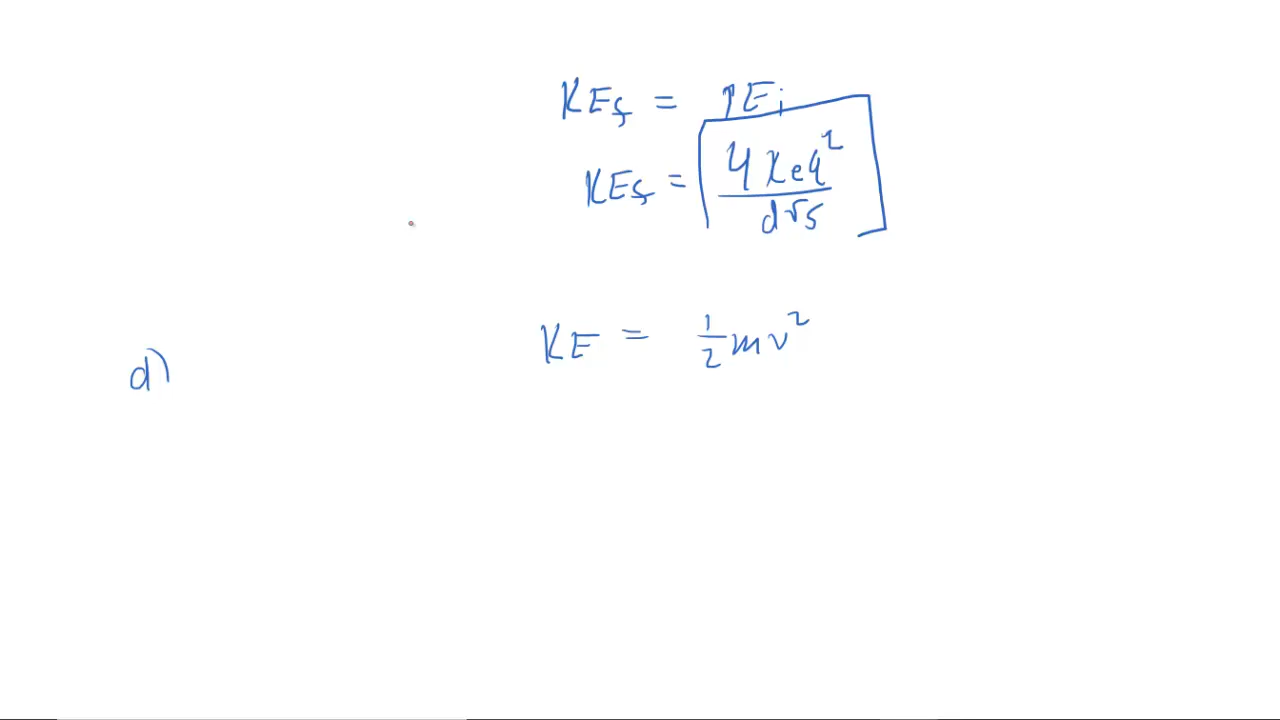 KEf = PEi
KEf = 4keq² / d√5
KE = ½mv²
d)